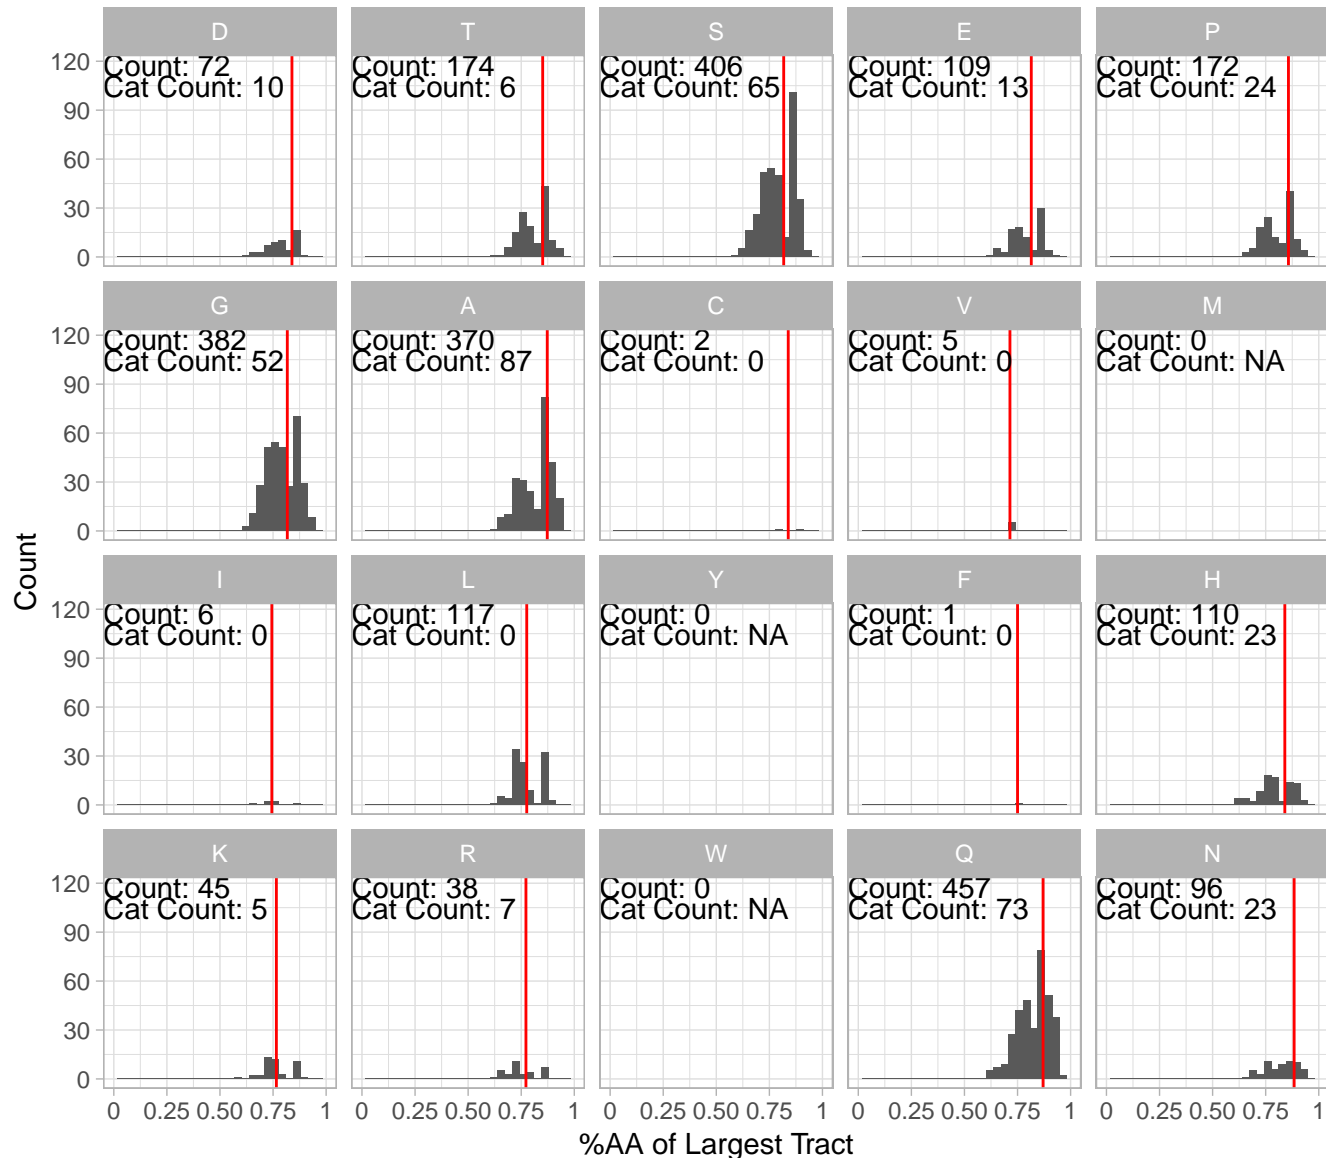 D T S E P
120 Count: 72 Count: 174 Count: 406 Count: 109 Count: 172
Cat Count: 10 Cat Count: 6 Cat Count: 65 Cat Count: 13 Cat Count: 24
90
60
30
0
G A C V M
120 Count: 382 Count: 370 Count: 2 Count: 5 Count: 0
Cat Count: 52 Cat Count: 87 Cat Count: 0 Cat Count: 0 Cat Count: NA
90
60
30
0
Count
I L Y F H
120 Count: 6 Count: 117 Count: 0 Count: 1 Count: 110
Cat Count: 0 Cat Count: 0 Cat Count: NA Cat Count: 0 Cat Count: 23
90
60
30
0
K R W Q N
120 Count: 45 Count: 38 Count: 0 Count: 457 Count: 96
Cat Count: 5 Cat Count: 7 Cat Count: NA Cat Count: 73 Cat Count: 23
90
60
30
0
0 0.25 0.50 0.75 1 0 0.25 0.50 0.75 1 0 0.25 0.50 0.75 1 0 0.25 0.50 0.75 1 0 0.25 0.50 0.75 1
%AA of Largest Tract